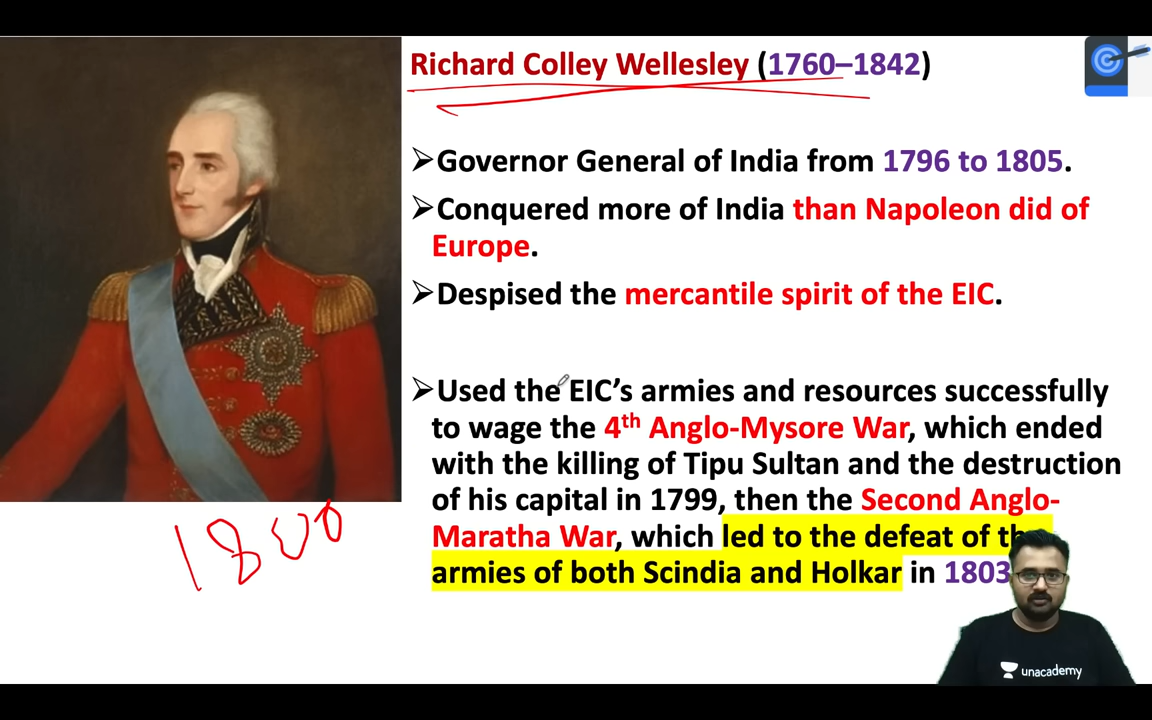 Richard Colley Wellesley (1760–1842)
➢Governor General of India from 1796 to 1805.
➢Conquered more of India than Napoleon did of
Europe.
➢Despised the mercantile spirit of the EIC.
➢Used the EIC’s armies and resources successfully
to wage the 4th Anglo-Mysore War, which ended
with the killing of Tipu Sultan and the destruction
of his capital in 1799, then the Second Anglo-
Maratha War, which led to the defeat of
armies of both Scindia and Holkar in 1803
1800
unacademy